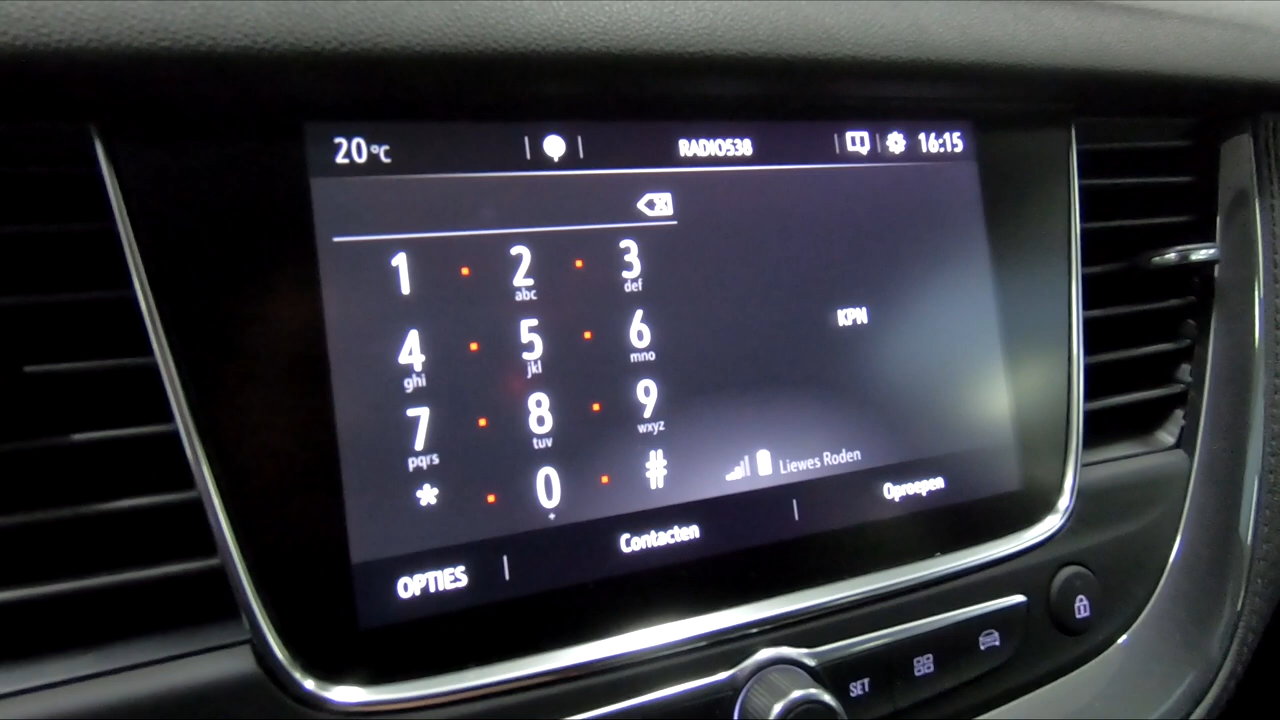 20°C RADIO538 16:15
1 2 3
abc def
KPN
4 5 6
ghi jkl mno
7 8 9
pqrs tuv wxyz
* 0 #
+
Liewes Roden
OPTIES Contacten Oproepen
SET